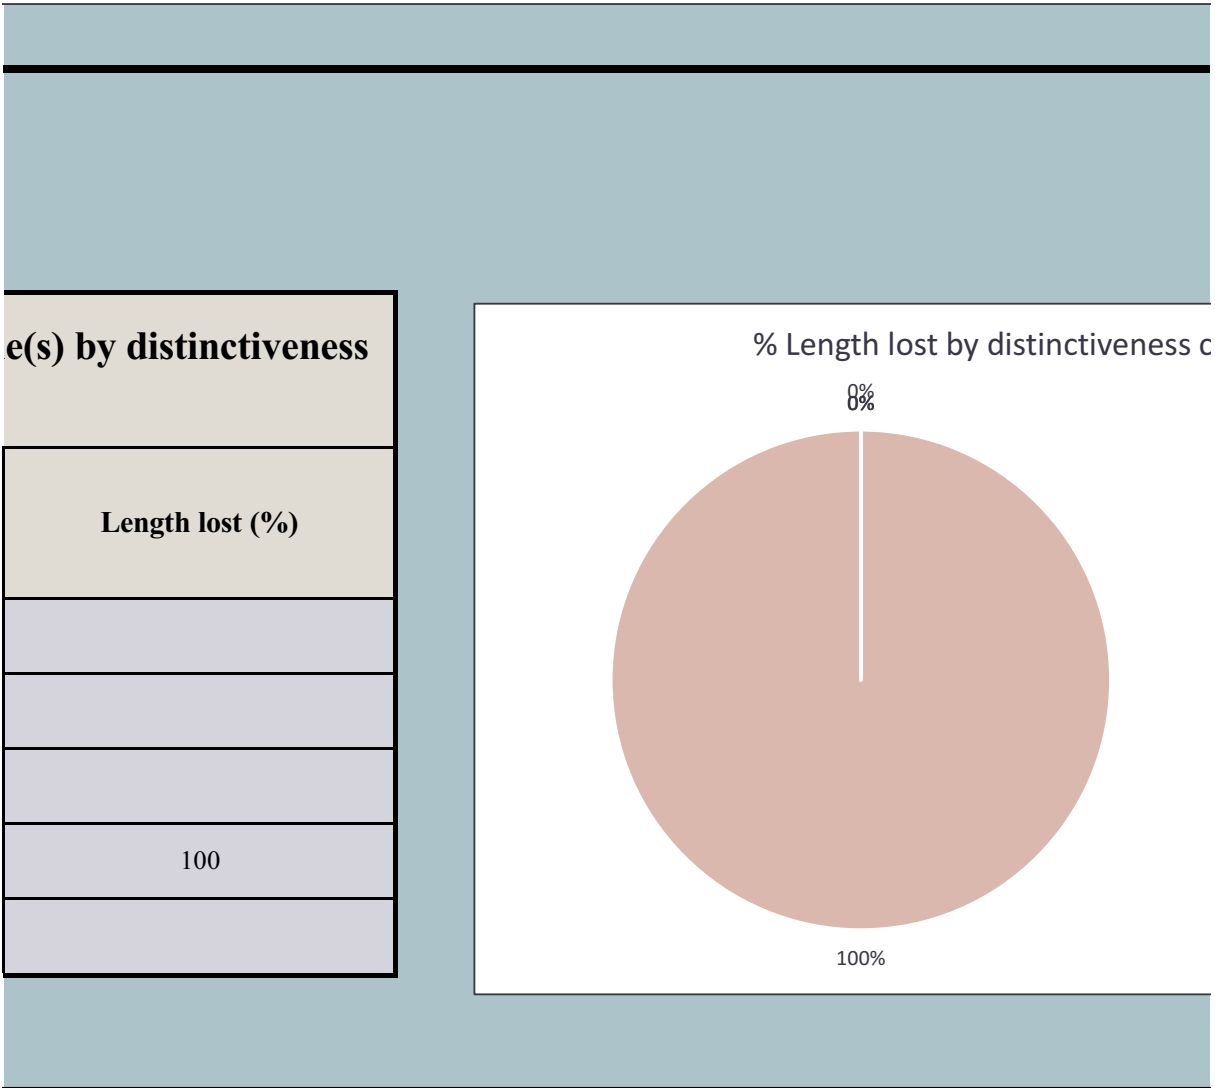 e(s) by distinctiveness
Length lost (%)
100
% Length lost by distinctiveness c
0%
0%
100%